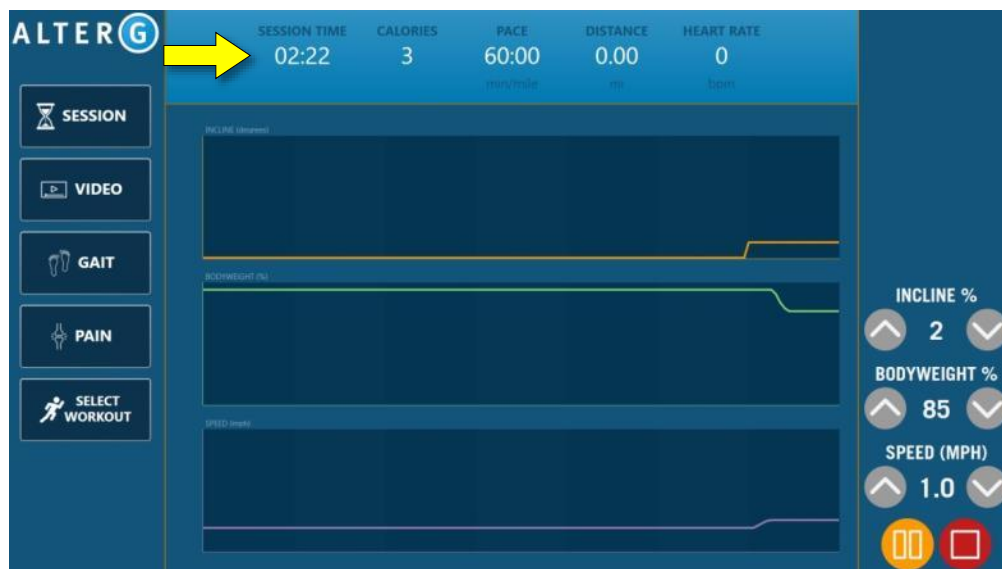 ALTERG
SESSION
VIDEO
GAIT
PAIN
SELECT
WORKOUT
SESSION TIME
02:22
CALORIES
3
PACE
60:00
min/mile
DISTANCE
0.00
mi
HEART RATE
0
bpm
INCLINE (degrees)
BODYWEIGHT (%)
SPEED (mph)
INCLINE %
2
BODYWEIGHT %
85
SPEED (MPH)
1.0